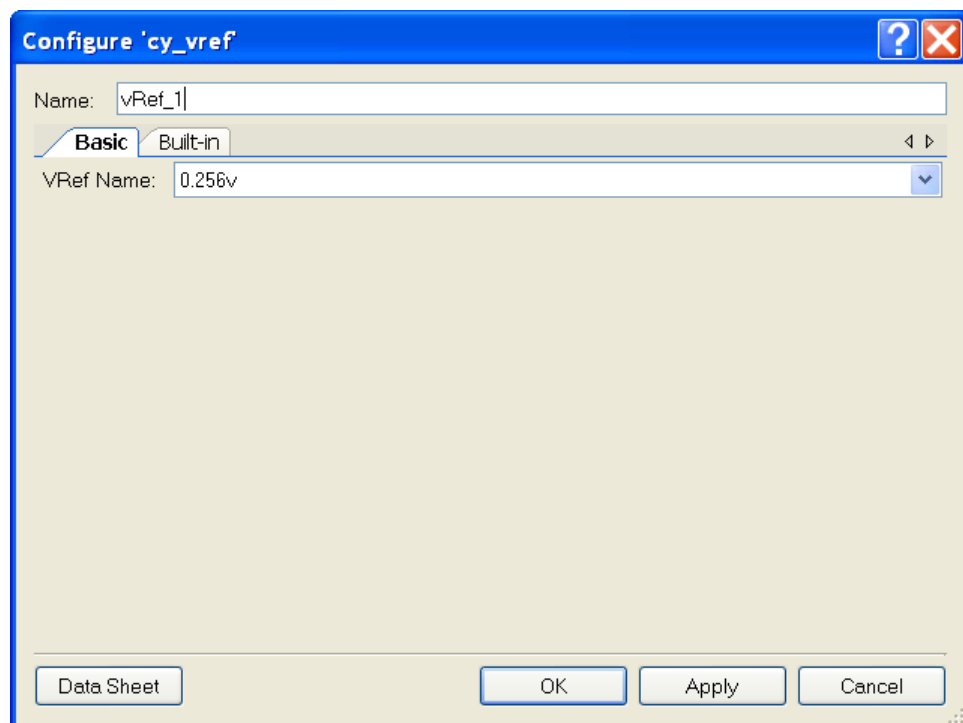 Configure 'cy_vref'
Name: vRef_1
Basic Built-in
VRef Name: 0.256v
Data Sheet OK Apply Cancel